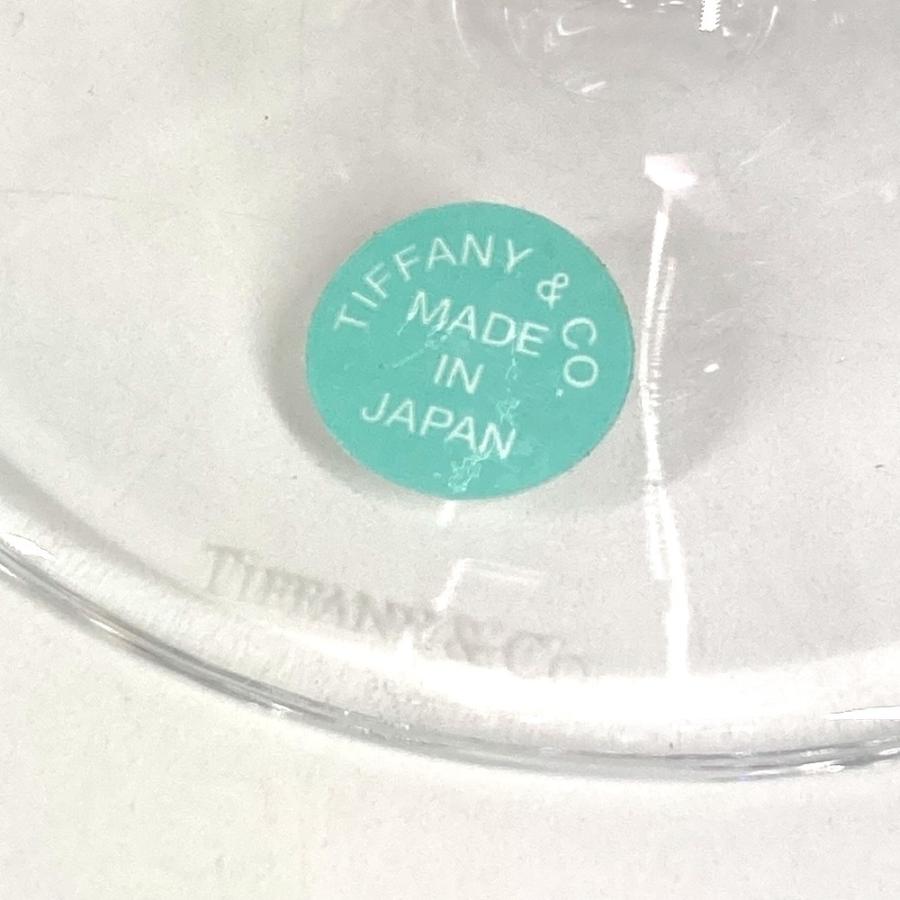 TIFFANY & CO.
MADE
IN
JAPAN
TIFFANY & CO